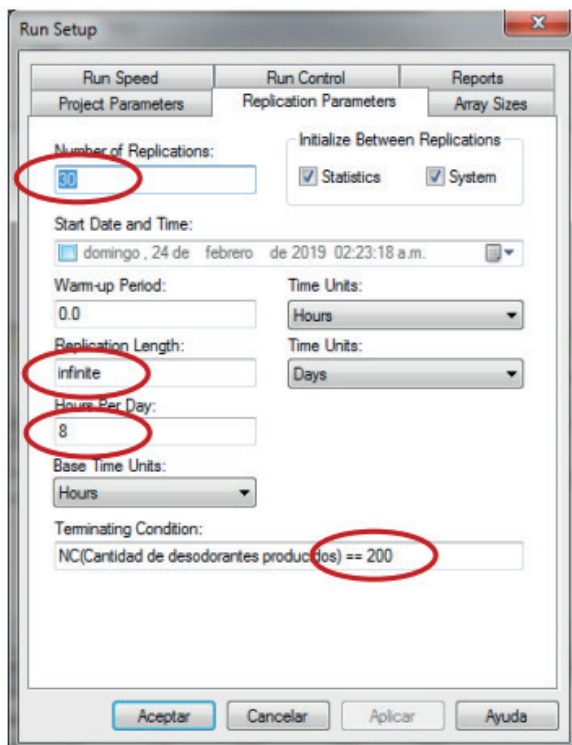 Run Setup
Run Speed Run Control Reports
Project Parameters Replication Parameters Array Sizes
Number of Replications:
Initialize Between Replications
30
Statistics System
Start Date and Time:
domingo , 24 de febrero de 2019 02:23:18 a.m.
Warm-up Period: Time Units:
0.0 Hours
Replication Length: Time Units:
infinite Days
Hours Per Day:
8
Base Time Units:
Hours
Terminating Condition:
NC(Cantidad de desodorantes producidos) == 200
Aceptar Cancelar Aplicar Ayuda